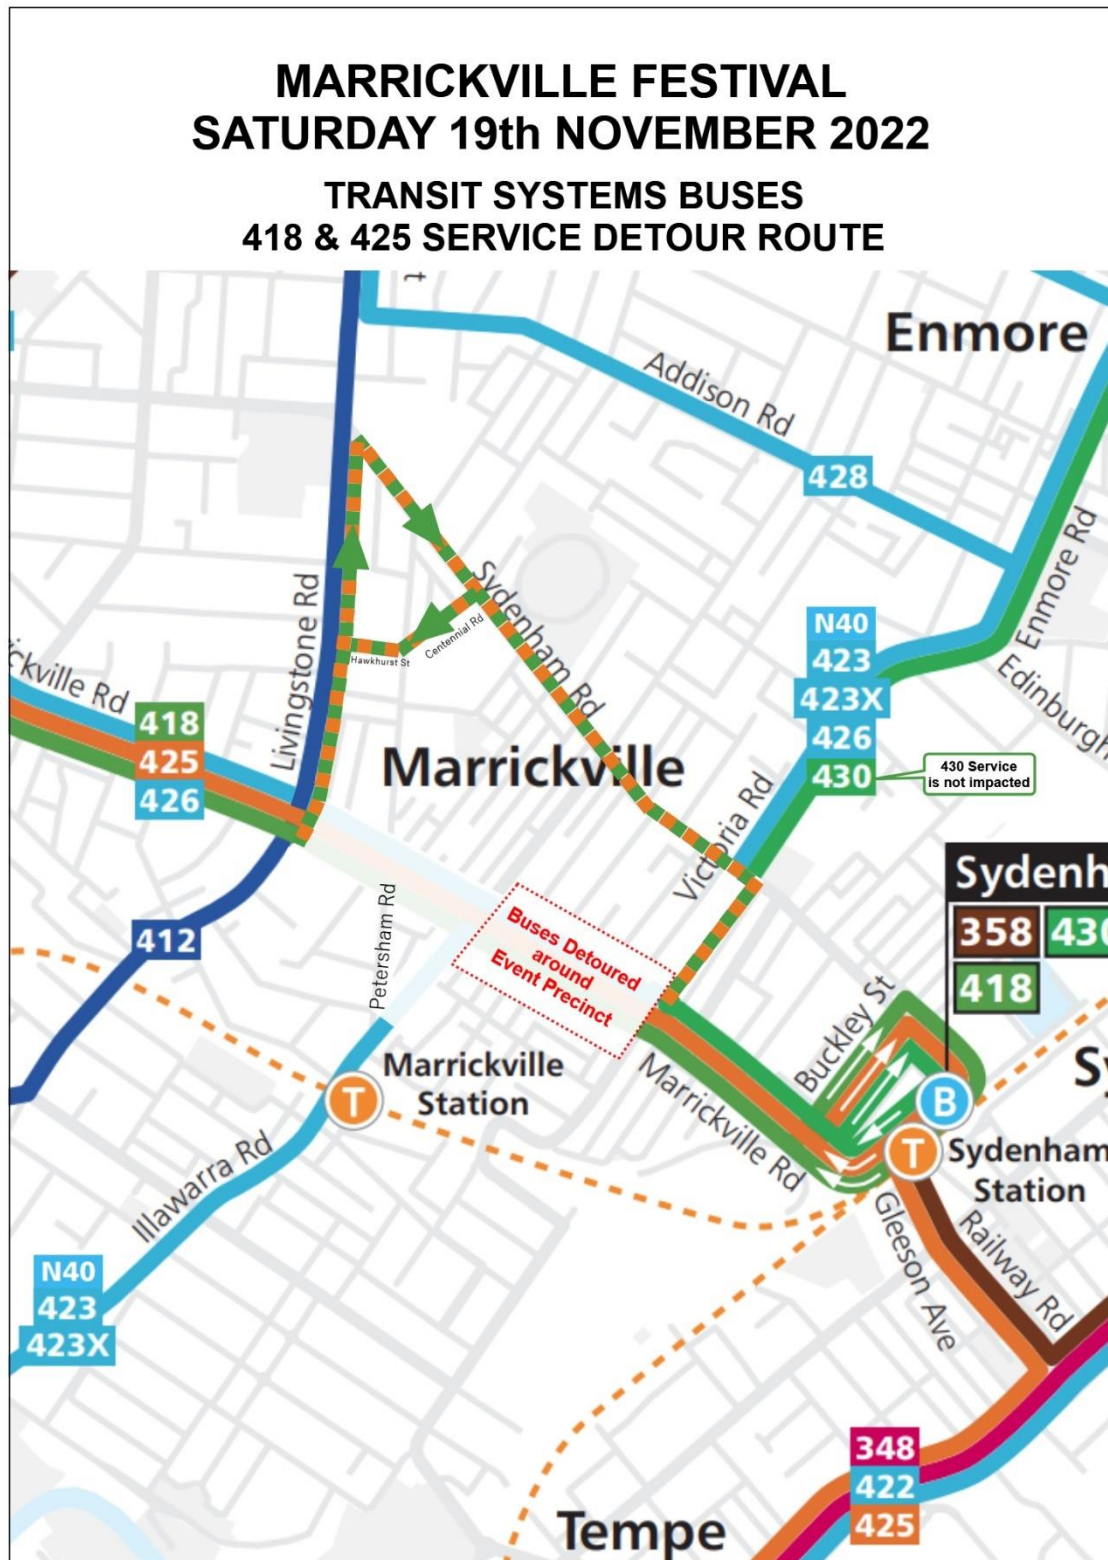 MARRICKVILLE FESTIVAL
SATURDAY 19th NOVEMBER 2022
TRANSIT SYSTEMS BUSES
418 & 425 SERVICE DETOUR ROUTE
t
Enmore
Addison Rd
428
Enmore Rd
Sydenham Rd
Livingstone Rd
Centennial Rd
Hawkhurst St
N40
423
423X
426
430
Edinburgh
ickville Rd
418
425
426
Marrickville
430 Service
is not impacted
Victoria Rd
Sydenh
358
430
418
Petersham Rd
412
Buses Detoured
around
Event Precinct
Buckley St
Marrickville
Station
T
B
Sy
Marrickville Rd
T
Sydenham
Station
Illawarra Rd
Gleeson Ave
Railway Rd
N40
423
423X
348
422
425
Tempe